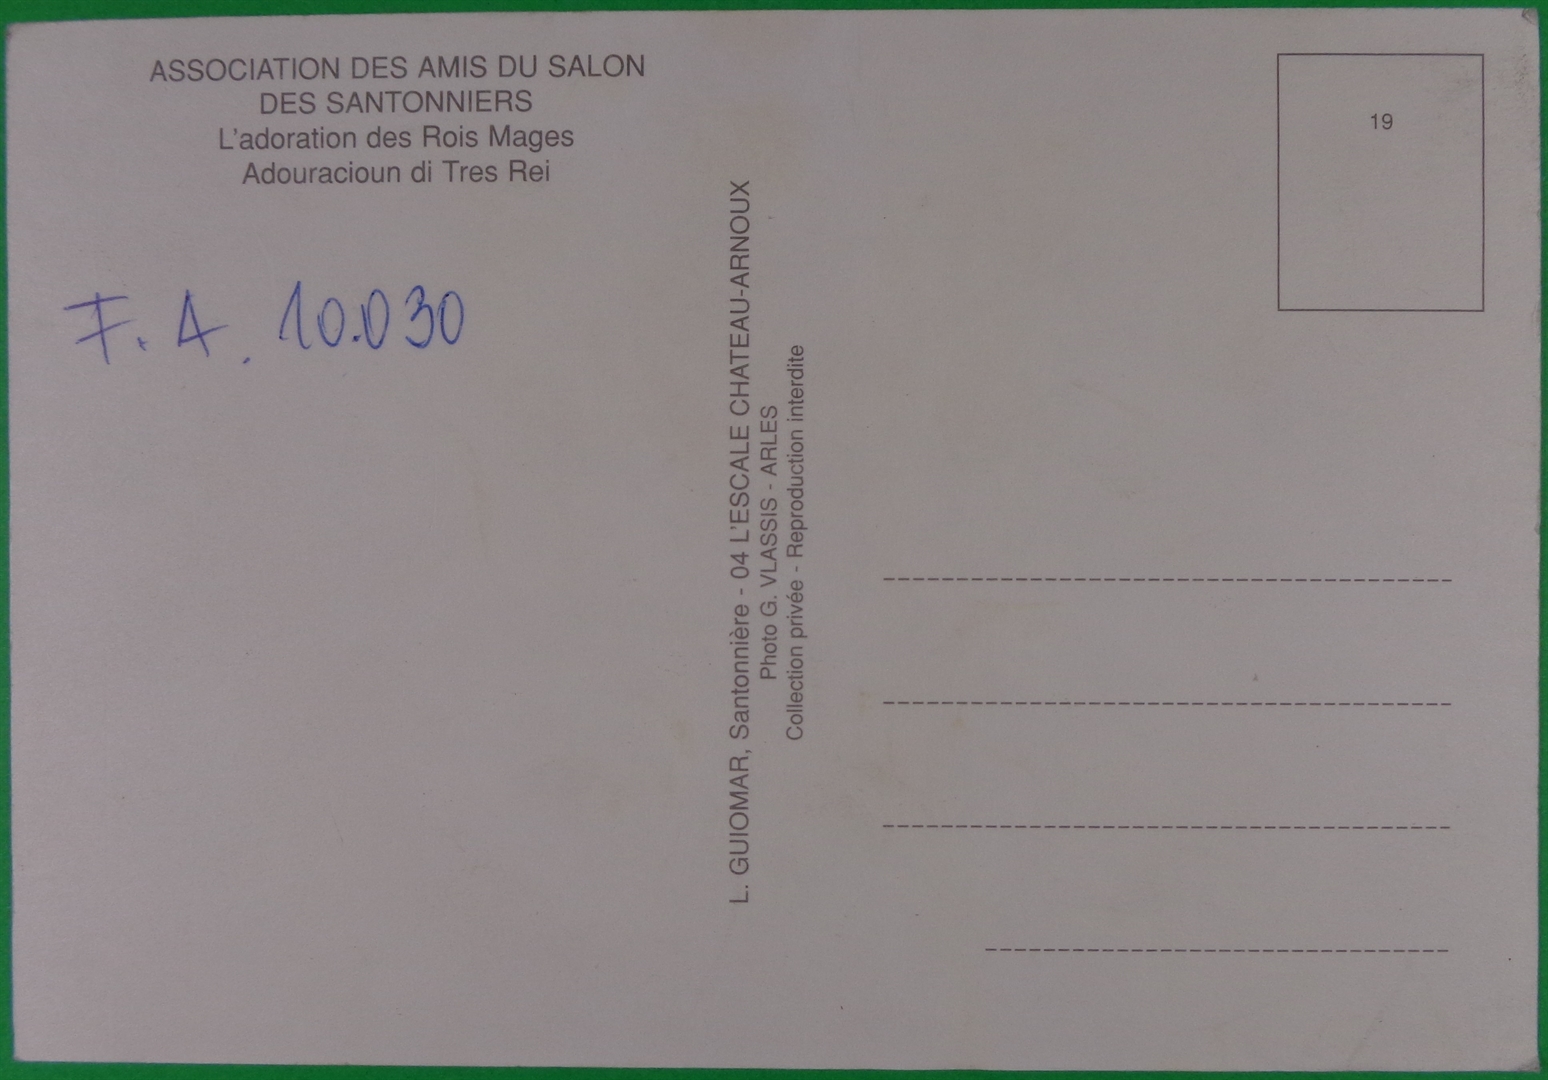 ASSOCIATION DES AMIS DU SALON
DES SANTONNIERS
L'adoration des Rois Mages
Adouracioun di Tres Rei
F. A. 10.030
L. GUIOMAR, Santonnière - 04 L'ESCALE CHATEAU-ARNOUX
Photo G. VLASSIS - ARLES
Collection privée - Reproduction interdite
19